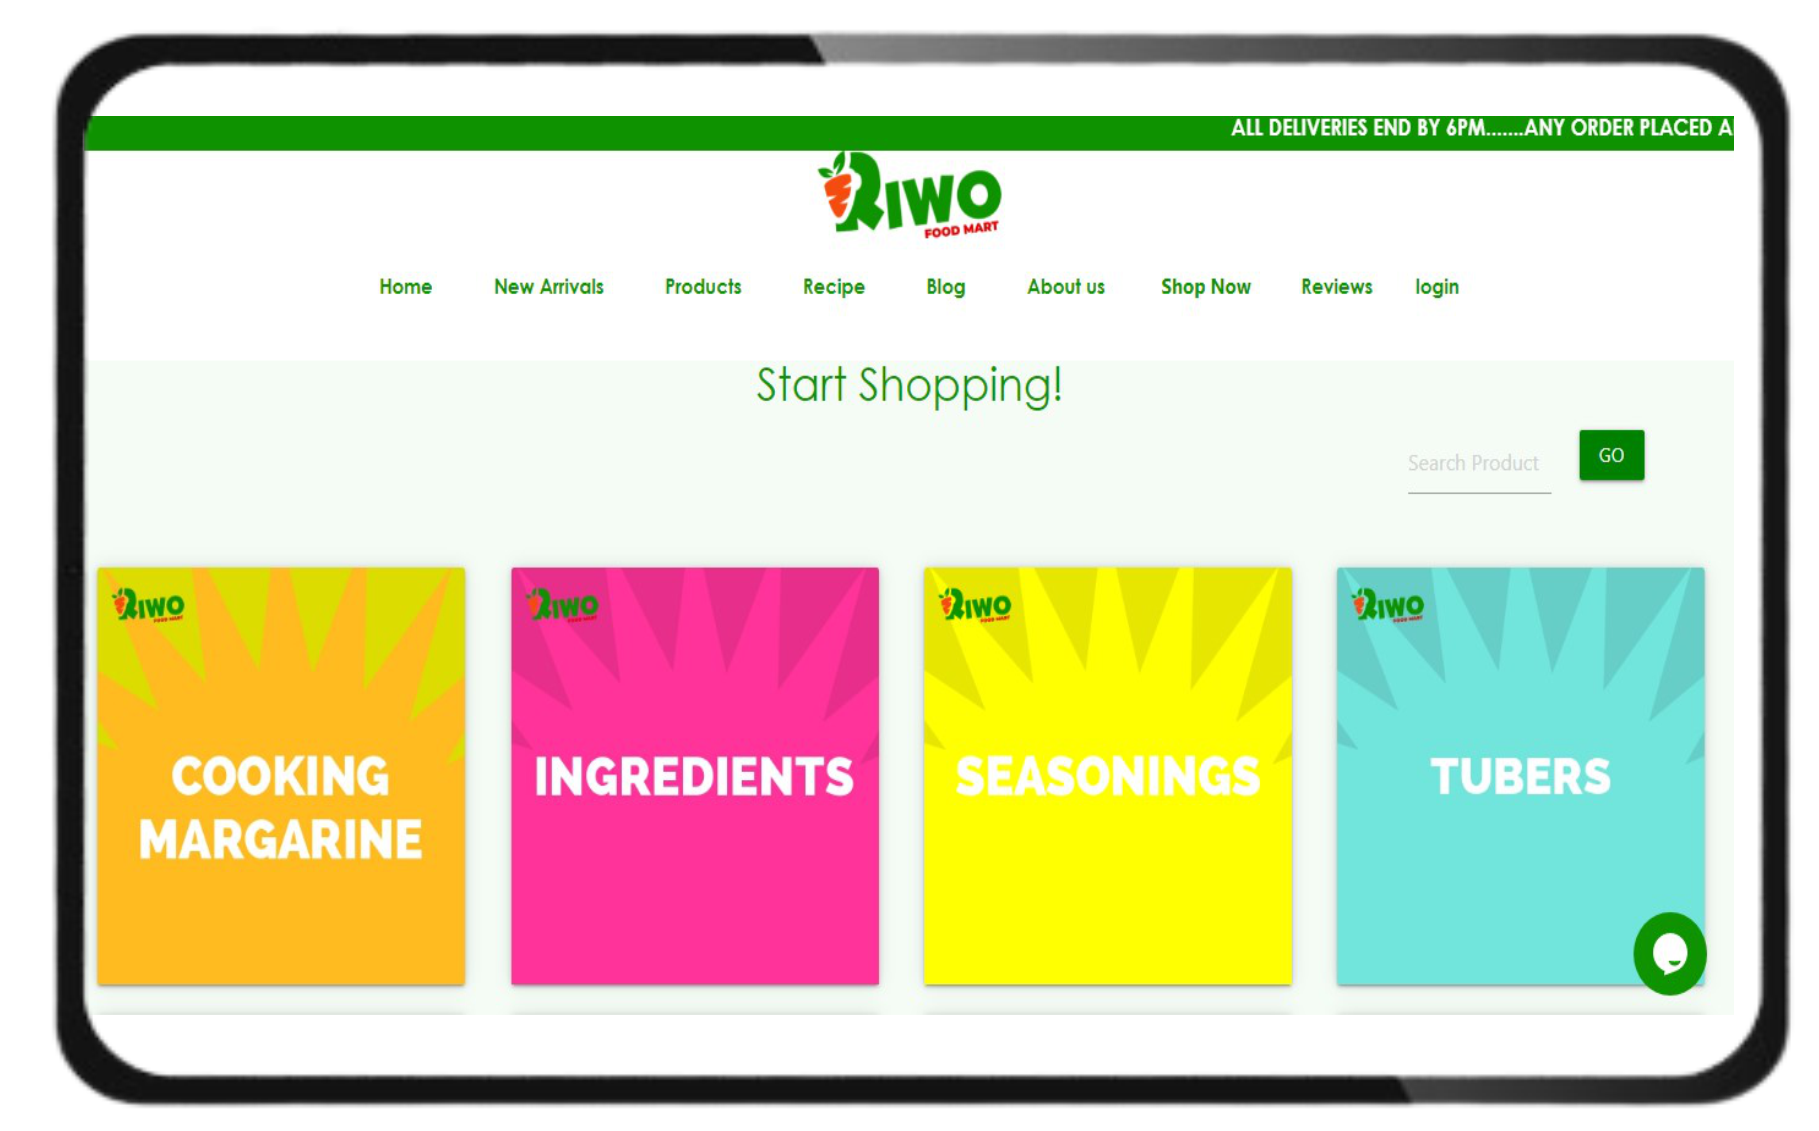 ALL DELIVERIES END BY 6PM.......ANY ORDER PLACED A
RIWO
FOOD MART
Home New Arrivals Products Recipe Blog About us Shop Now Reviews login
Start Shopping!
Search Product GO
RIWO RIWO RIWO RIWO
FOOD MART FOOD MART FOOD MART FOOD MART
COOKING MARGARINE
INGREDIENTS
SEASONINGS
TUBERS